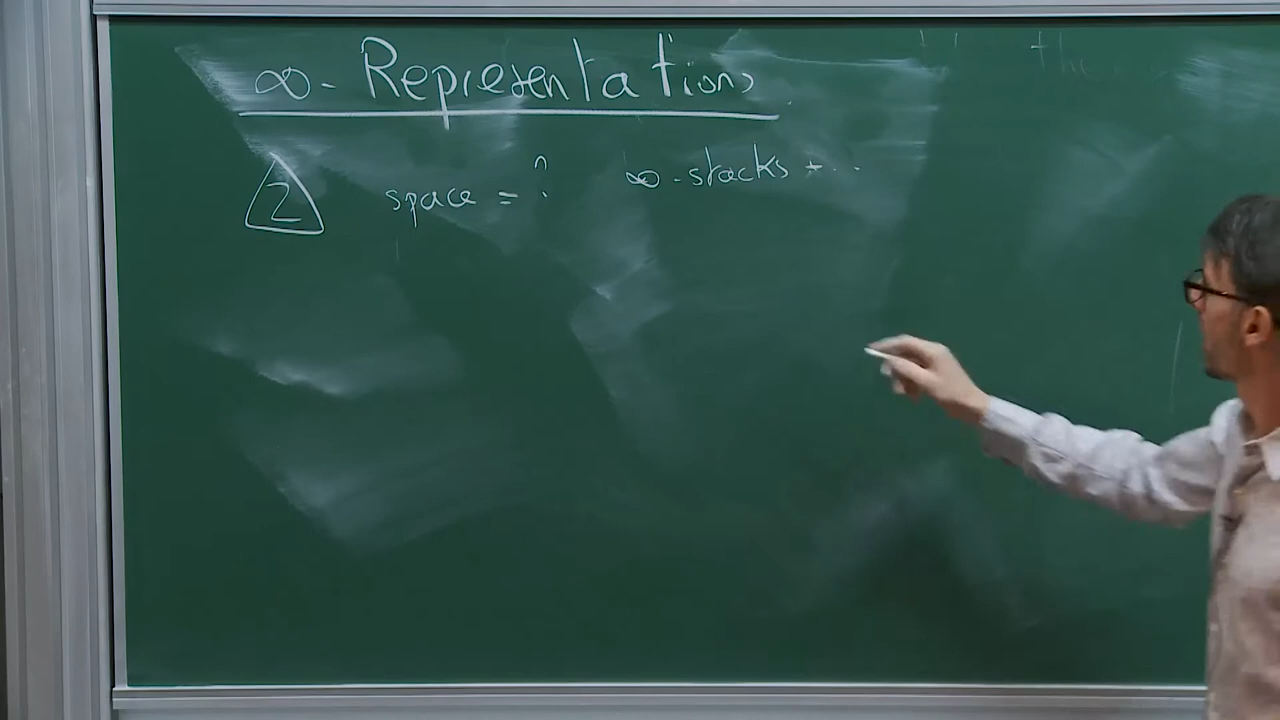 ∞ - Representations
2 space = ? ∞ - stacks + ...